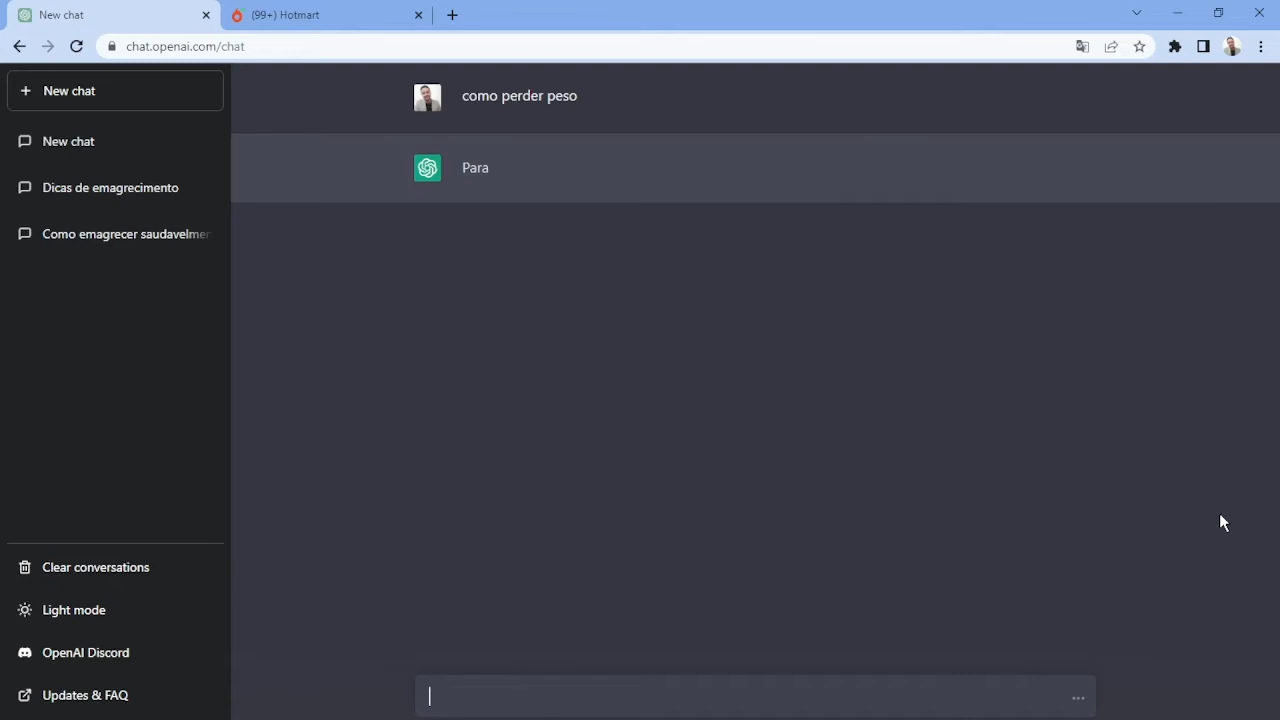 New chat
(99+) Hotmart
chat.openai.com/chat
New chat
New chat
Dicas de emagrecimento
Como emagrecer saudavelmen
Clear conversations
Light mode
OpenAI Discord
Updates & FAQ
como perder peso
Para